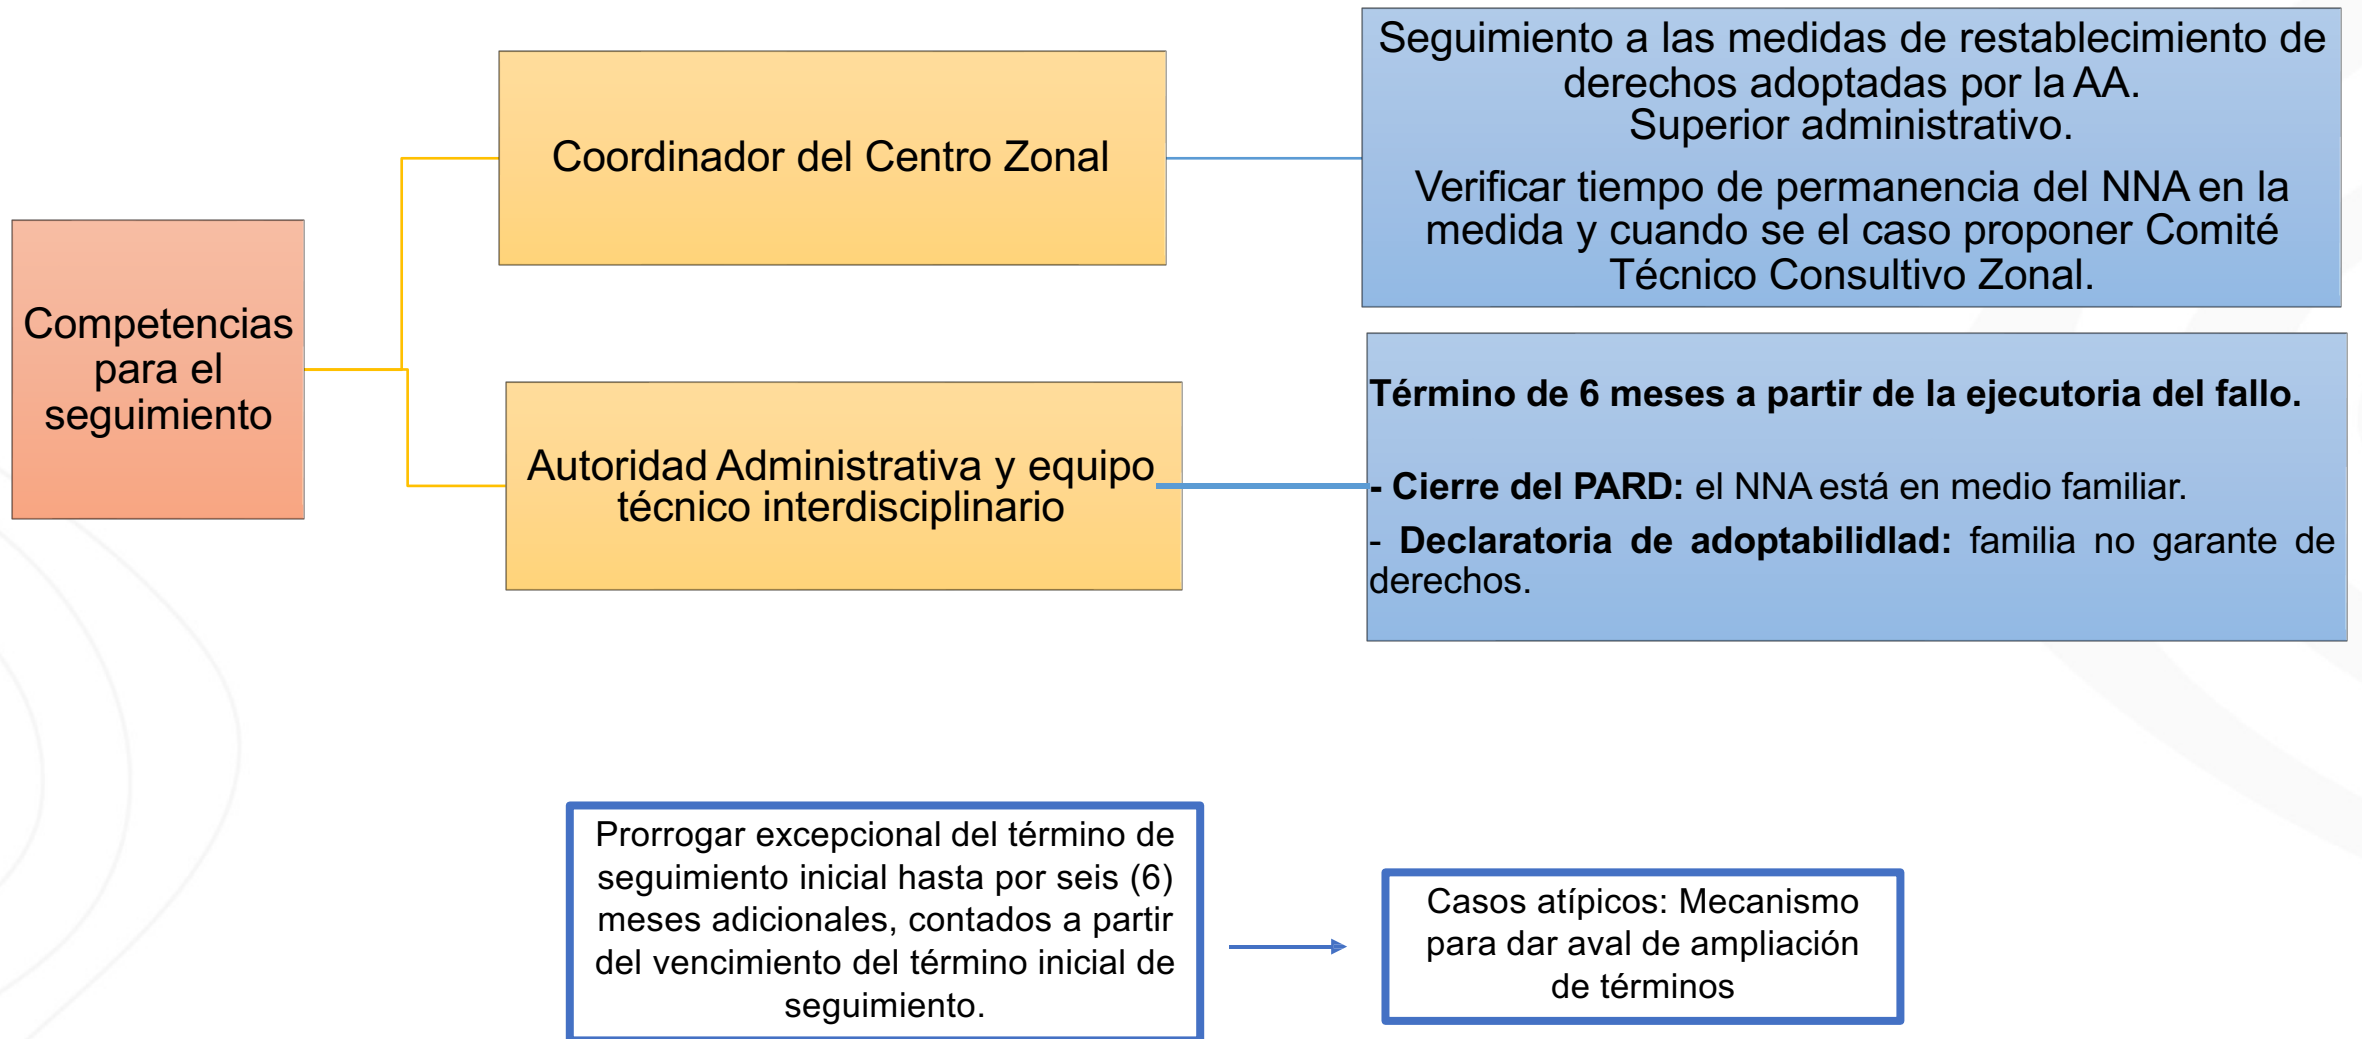 Competencias
para el
seguimiento
Coordinador del Centro Zonal
Seguimiento a las medidas de restablecimiento de
derechos adoptadas por la AA.
Superior administrativo.
Verificar tiempo de permanencia del NNA en la
medida y cuando se el caso proponer Comité
Técnico Consultivo Zonal.
Autoridad Administrativa y equipo
técnico interdisciplinario
Término de 6 meses a partir de la ejecutoria del fallo.
- Cierre del PARD: el NNA está en medio familiar.
- Declaratoria de adoptabilidlad: familia no garante de
derechos.
Prorrogar excepcional del término de
seguimiento inicial hasta por seis (6)
meses adicionales, contados a partir
del vencimiento del término inicial de
seguimiento.
Casos atípicos: Mecanismo
para dar aval de ampliación
de términos